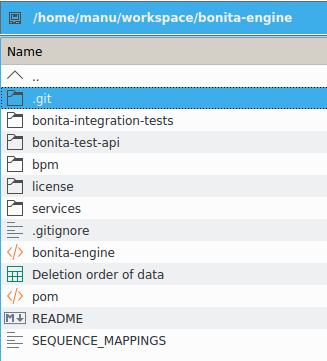 /home/manu/workspace/bonita-engine
Name
..
.git
bonita-integration-tests
bonita-test-api
bpm
license
services
.gitignore
bonita-engine
Deletion order of data
pom
M↓ README
SEQUENCE_MAPPINGS